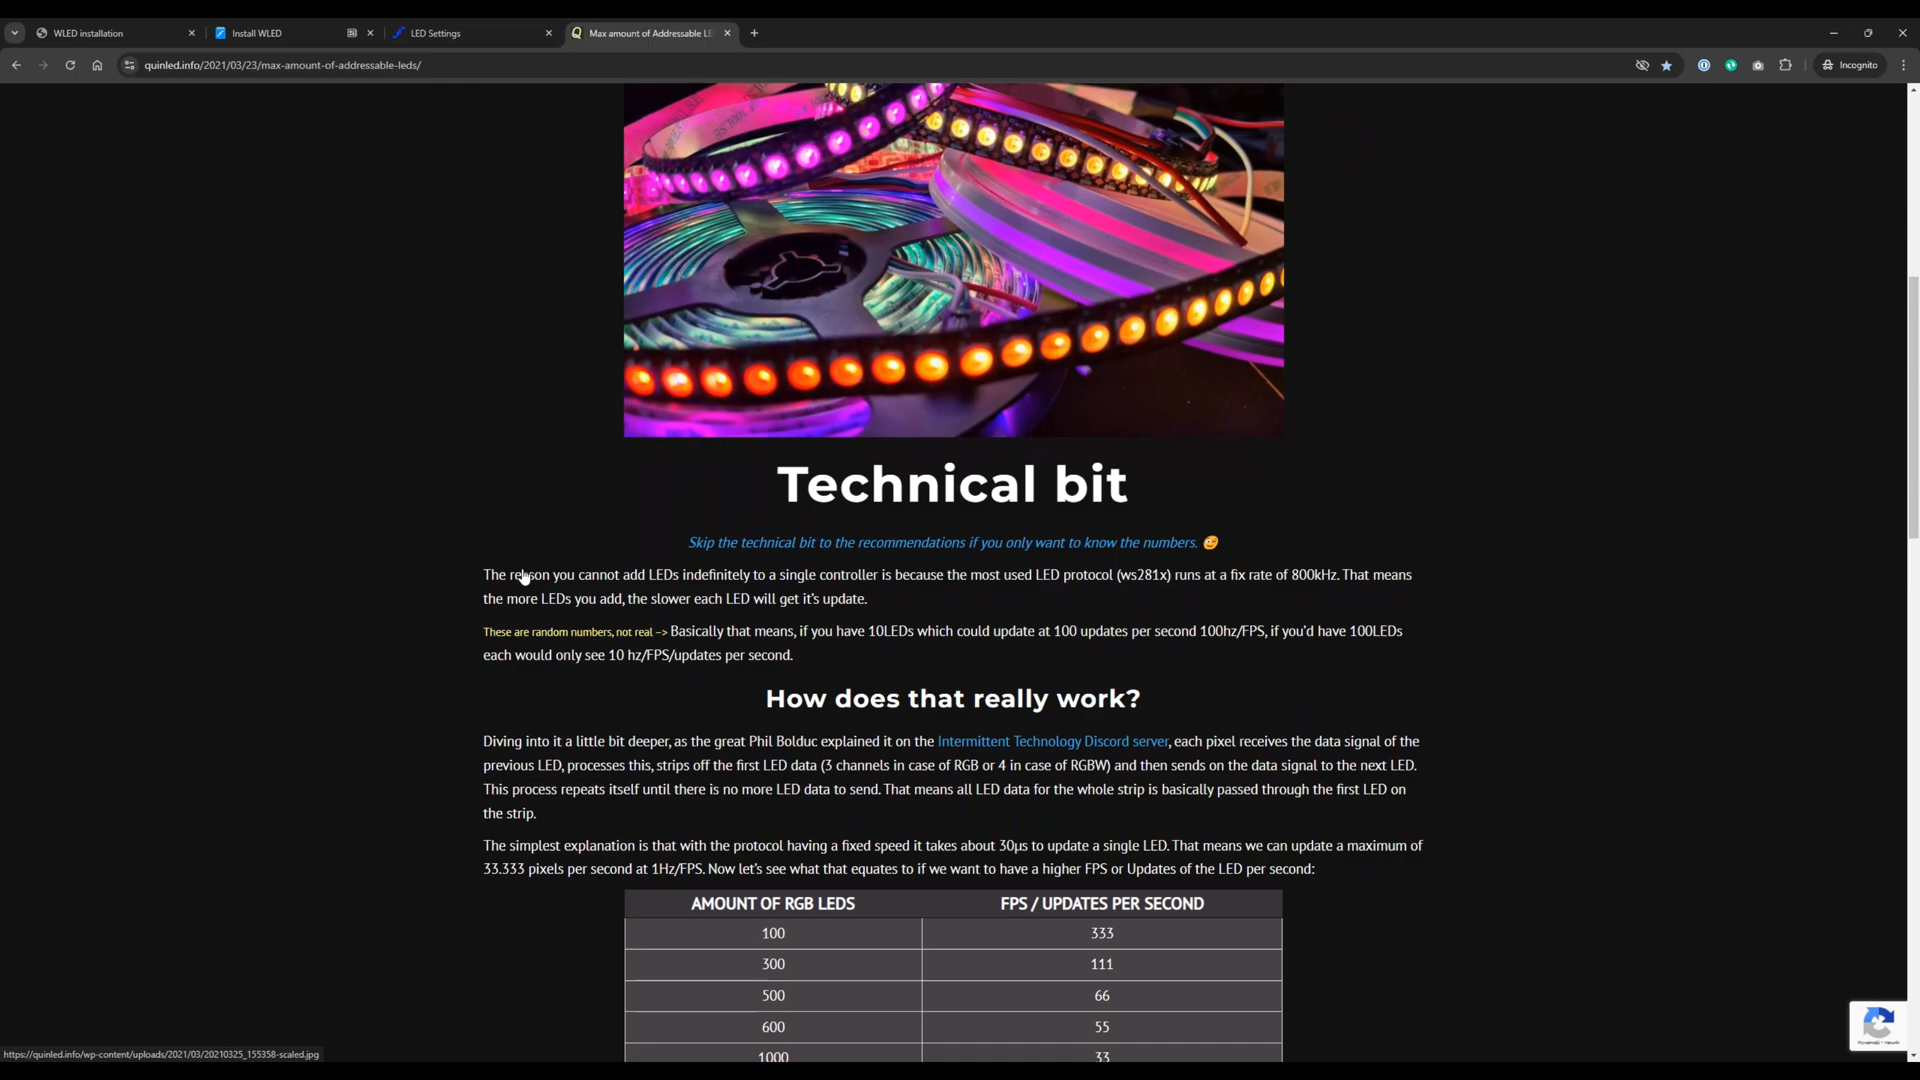 WLED installation
Install WLED
LED Settings
Max amount of Addressable LE
quinled.info/2021/03/23/max-amount-of-addressable-leds/
Incognito
Technical bit
Skip the technical bit to the recommendations if you only want to know the numbers. 😉
The reason you cannot add LEDs indefinitely to a single controller is because the most used LED protocol (ws281x) runs at a fix rate of 800kHz. That means
the more LEDs you add, the slower each LED will get it's update.
These are random numbers, not real –> Basically that means, if you have 10LEDs which could update at 100 updates per second 100hz/FPS, if you'd have 100LEDs
each would only see 10 hz/FPS/updates per second.
How does that really work?
Diving into it a little bit deeper, as the great Phil Bolduc explained it on the Intermittent Technology Discord server, each pixel receives the data signal of the
previous LED, processes this, strips off the first LED data (3 channels in case of RGB or 4 in case of RGBW) and then sends on the data signal to the next LED.
This process repeats itself until there is no more LED data to send. That means all LED data for the whole strip is basically passed through the first LED on
the strip.
The simplest explanation is that with the protocol having a fixed speed it takes about 30µs to update a single LED. That means we can update a maximum of
33.333 pixels per second at 1Hz/FPS. Now let's see what that equates to if we want to have a higher FPS or Updates of the LED per second:
AMOUNT OF RGB LEDS FPS / UPDATES PER SECOND
100 333
300 111
500 66
600 55
1000 33
https://quinled.info/wp-content/uploads/2021/03/20210325_155358-scaled.jpg